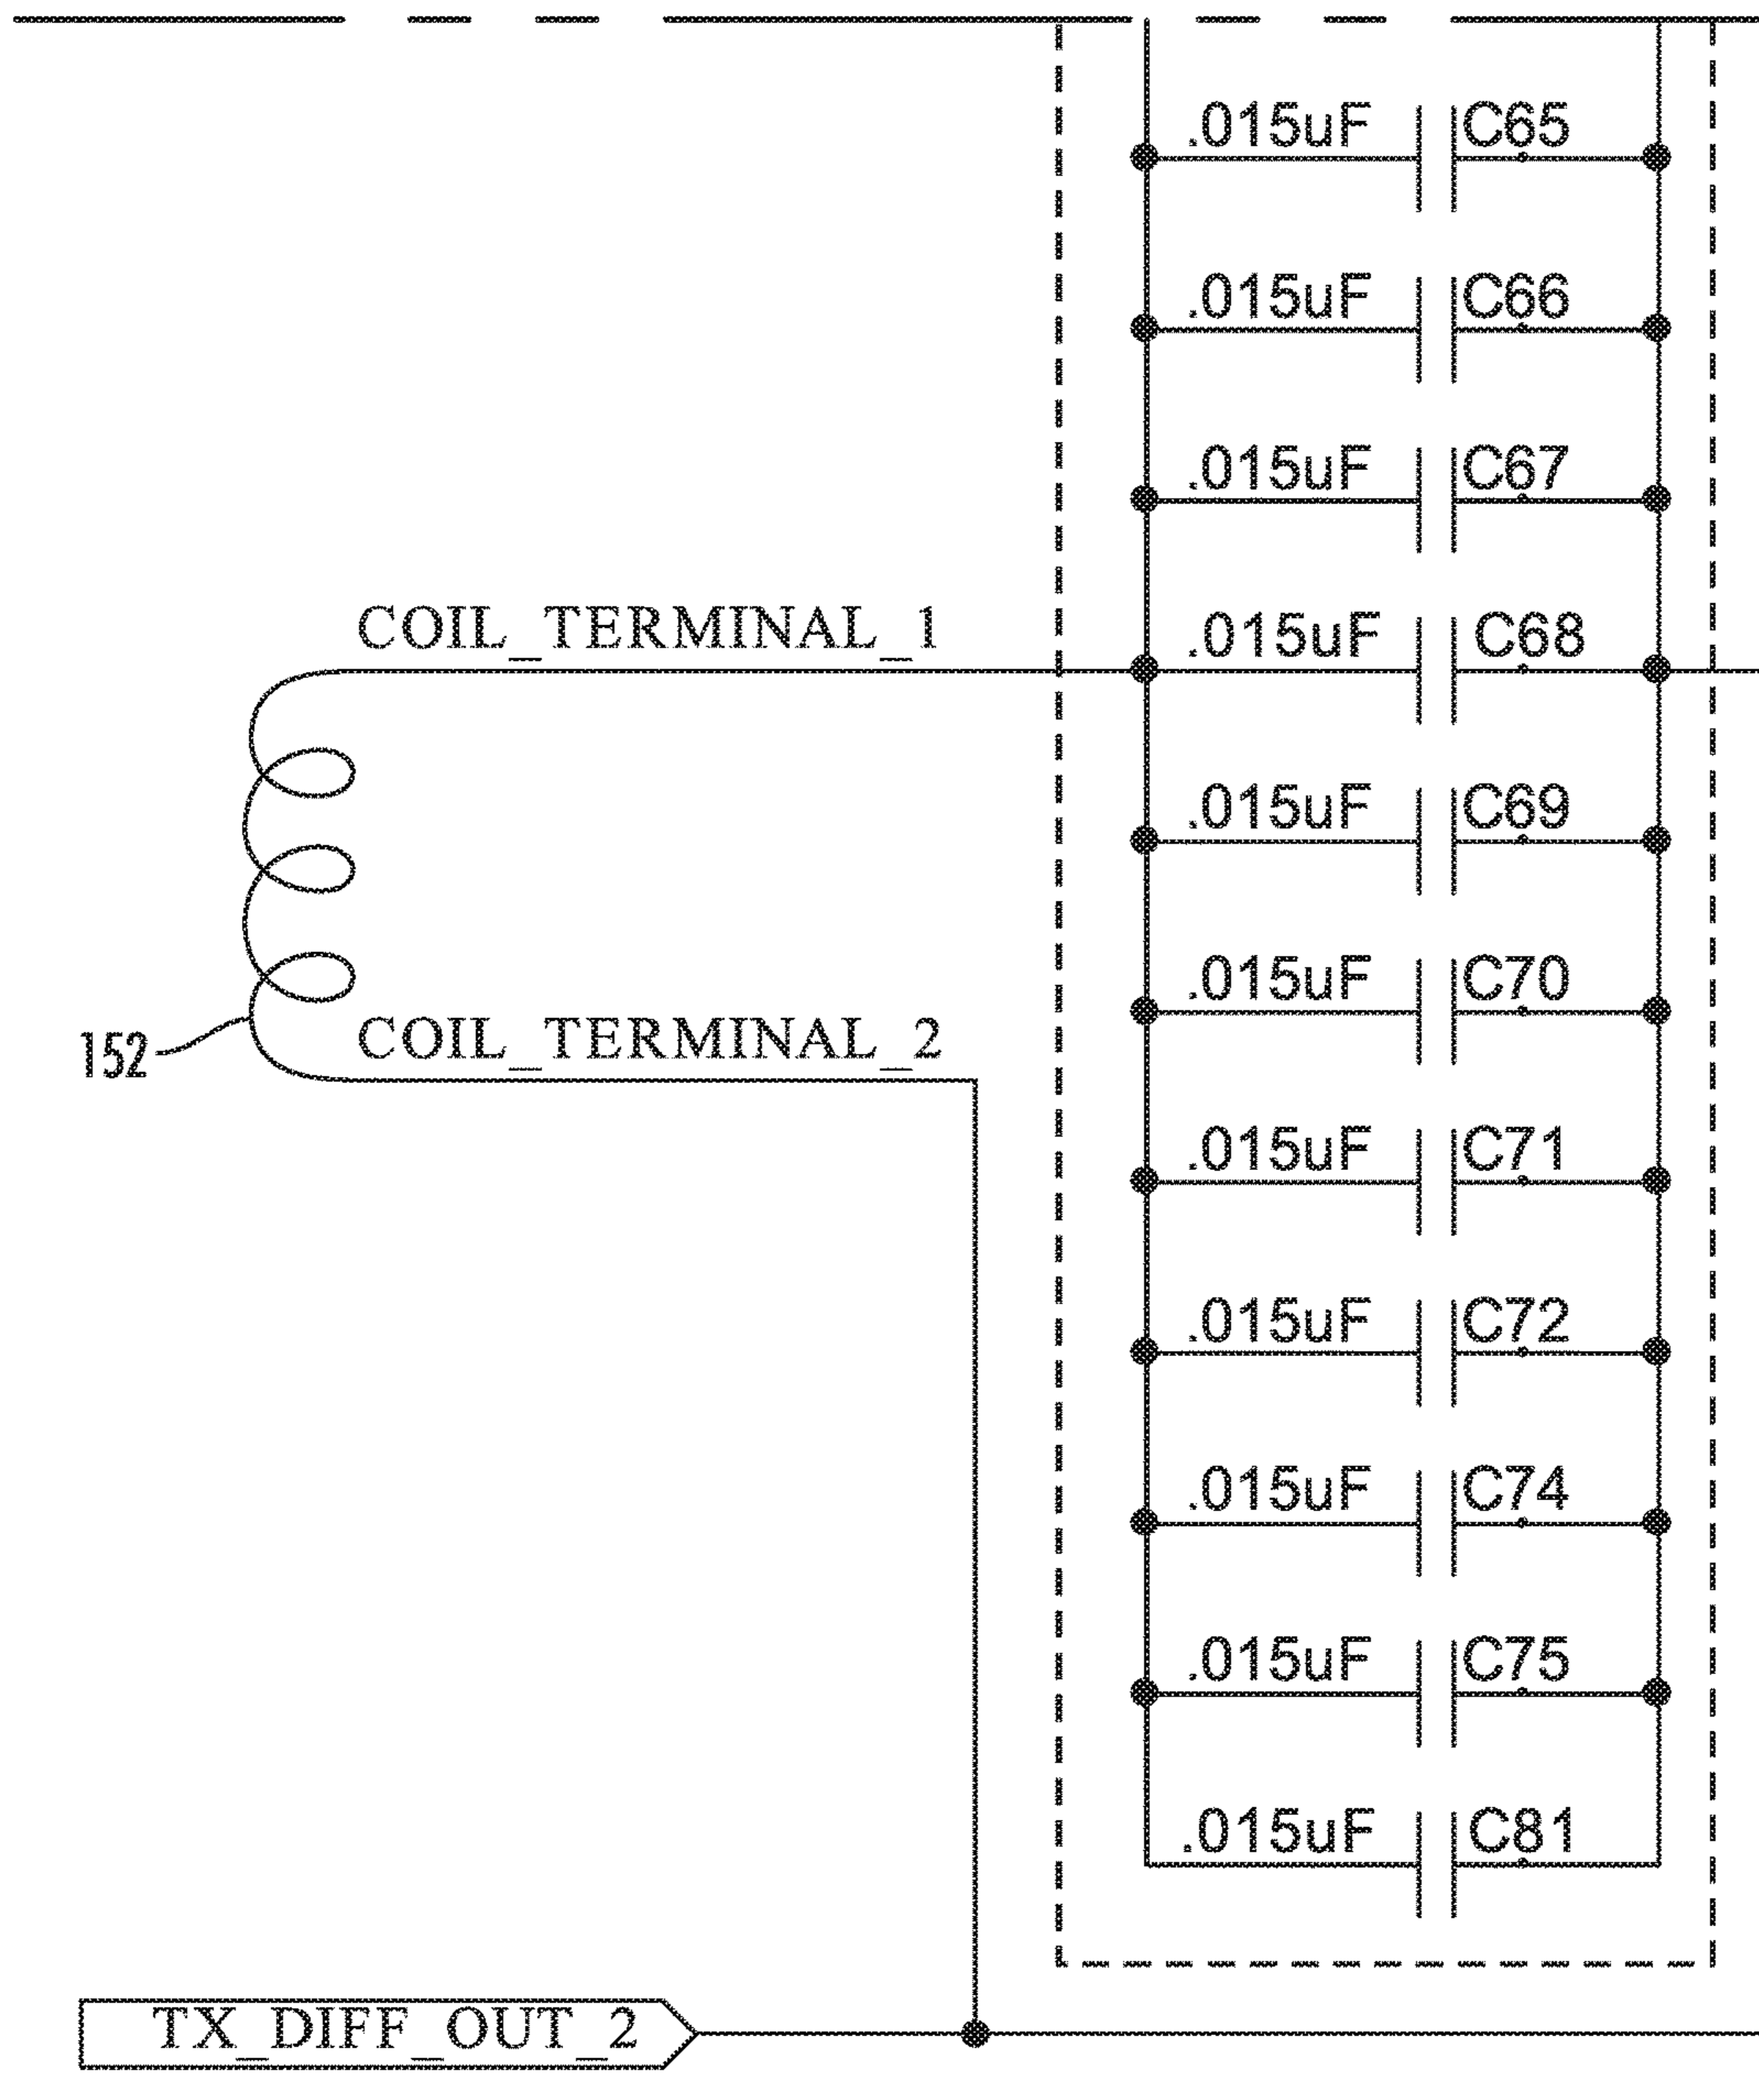 .015uF C65
.015uF C66
.015uF C67
COIL_TERMINAL_1
.015uF C68
.015uF C69
.015uF C70
152
COIL_TERMINAL_2
.015uF C71
.015uF C72
.015uF C74
.015uF C75
.015uF C81
TX_DIFF_OUT_2